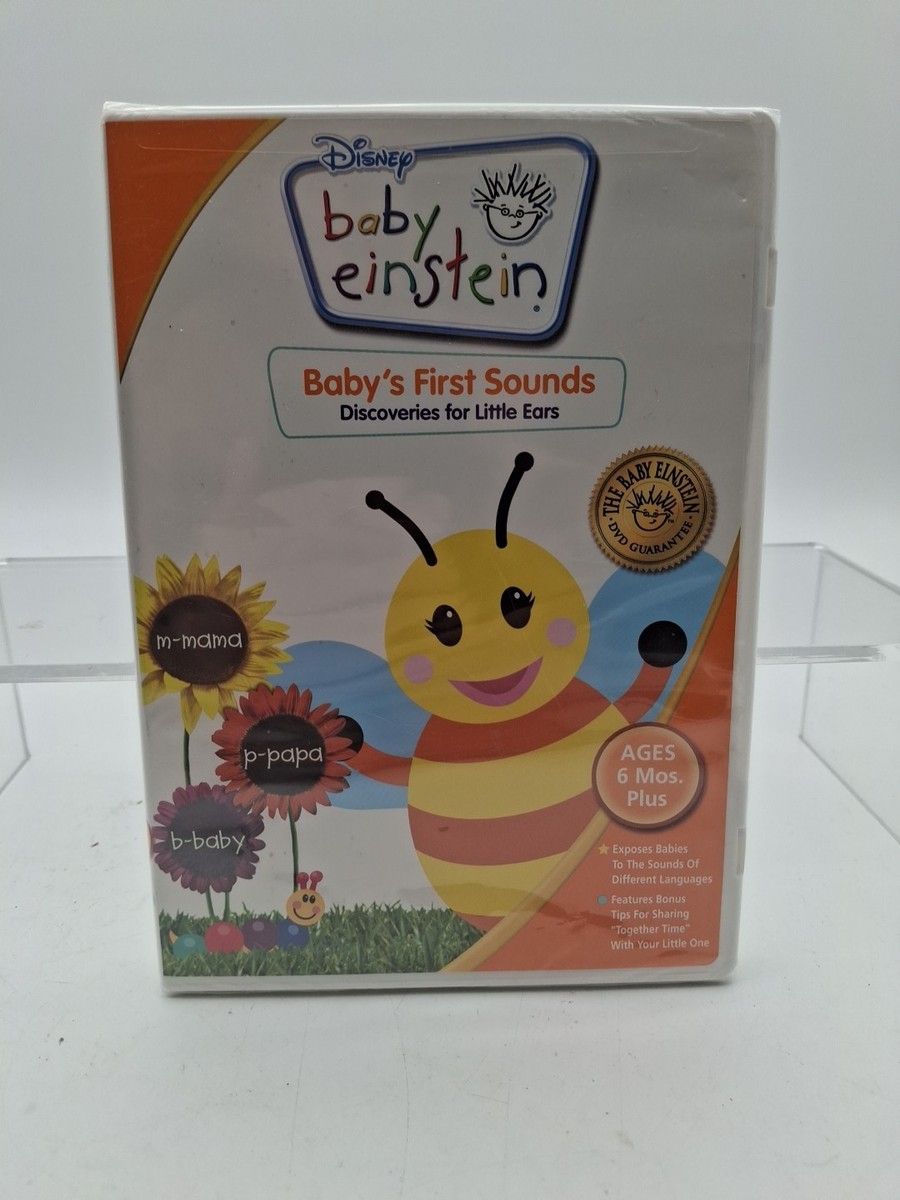 Disney
baby
einstein
®
Baby's First Sounds
Discoveries for Little Ears
THE BABY EINSTEIN
™
• DVD GUARANTEE •
m-mama
p-papa
b-baby
AGES
6 Mos.
Plus
Exposes Babies
To The Sounds Of
Different Languages
Features Bonus
Tips For Sharing
"Together Time"
With Your Little One